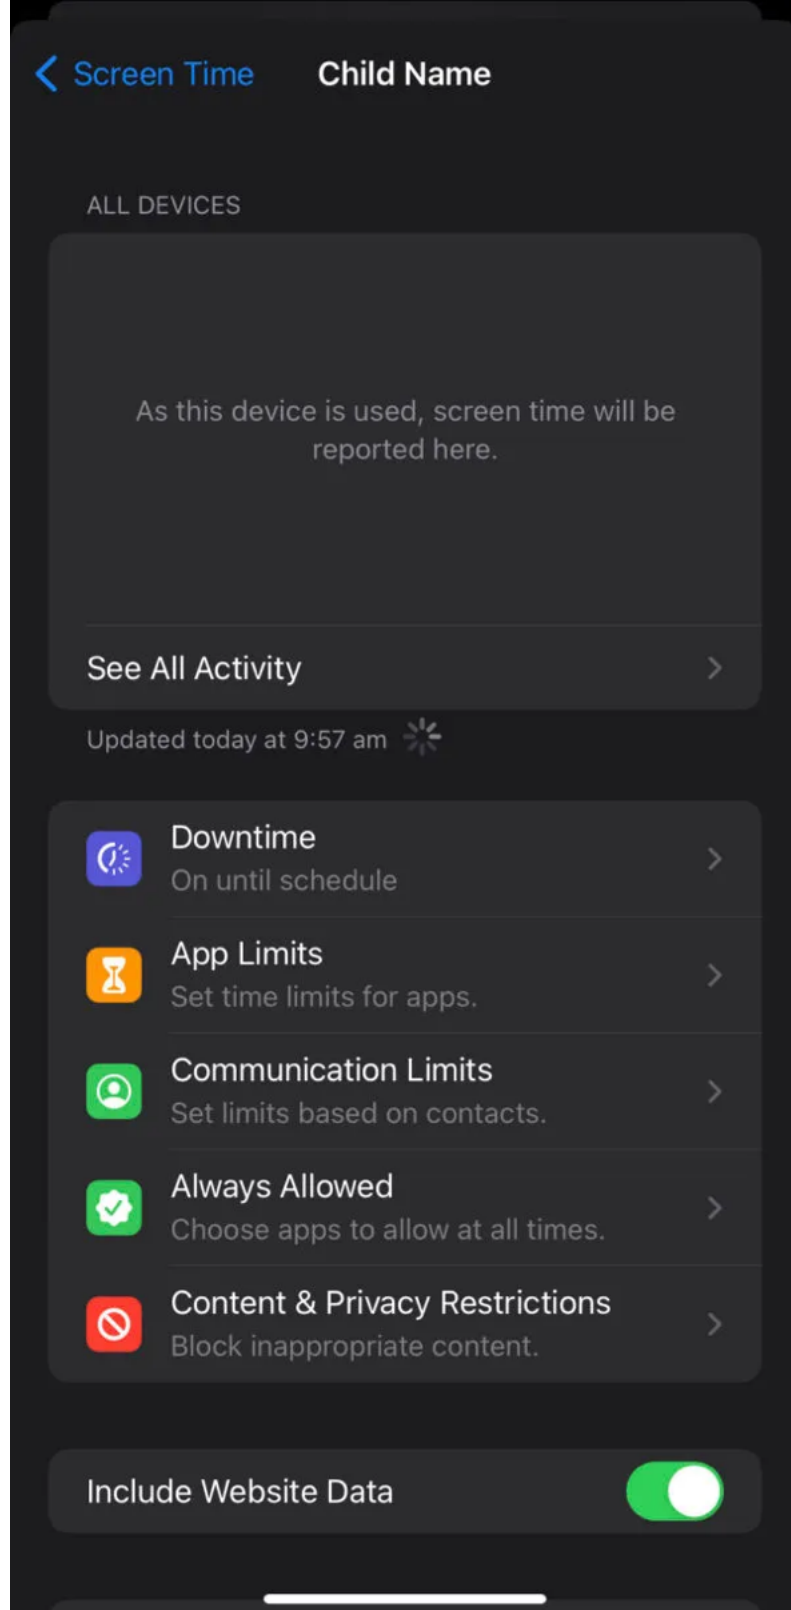 Screen Time
Child Name
ALL DEVICES
As this device is used, screen time will be
reported here.
See All Activity
Updated today at 9:57 am
Downtime
On until schedule
App Limits
Set time limits for apps.
Communication Limits
Set limits based on contacts.
Always Allowed
Choose apps to allow at all times.
Content & Privacy Restrictions
Block inappropriate content.
Include Website Data